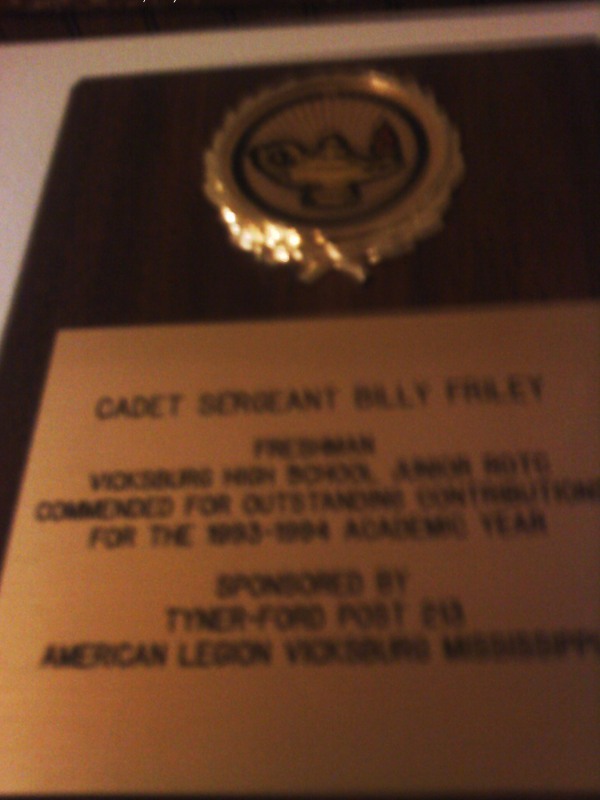 CADET SERGEANT BILLY FRILEY
FRESHMAN
VICKSBURG HIGH SCHOOL JUNIOR ROTC
COMMENDED FOR OUTSTANDING CONTRIBUTIONS
FOR THE 1993-1994 ACADEMIC YEAR
SPONSORED BY
TYNER-FORD POST 213
AMERICAN LEGION VICKSBURG MISSISSIPPI